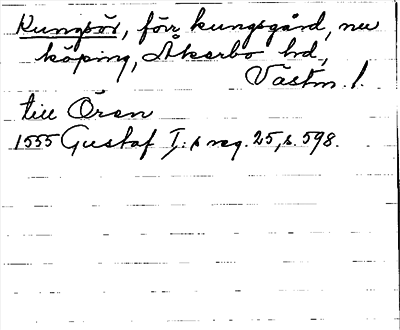 Kungsör, förr kungsgård, nu
köping, Åkerbo hd,
Västm. l.
till Ören
1555 Gustaf I:s reg. 25, s. 598.